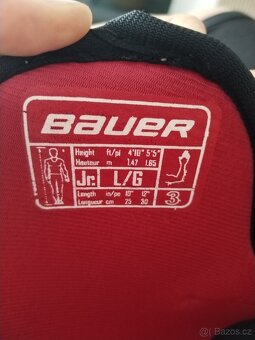 BAUER
Height ft/pi 4'10" 5'5"
Hauteur m 1.47 1.65
Jr. L/G
Length in/po 10" 12"
Longueur cm 25 30
3
Bazoš.cz